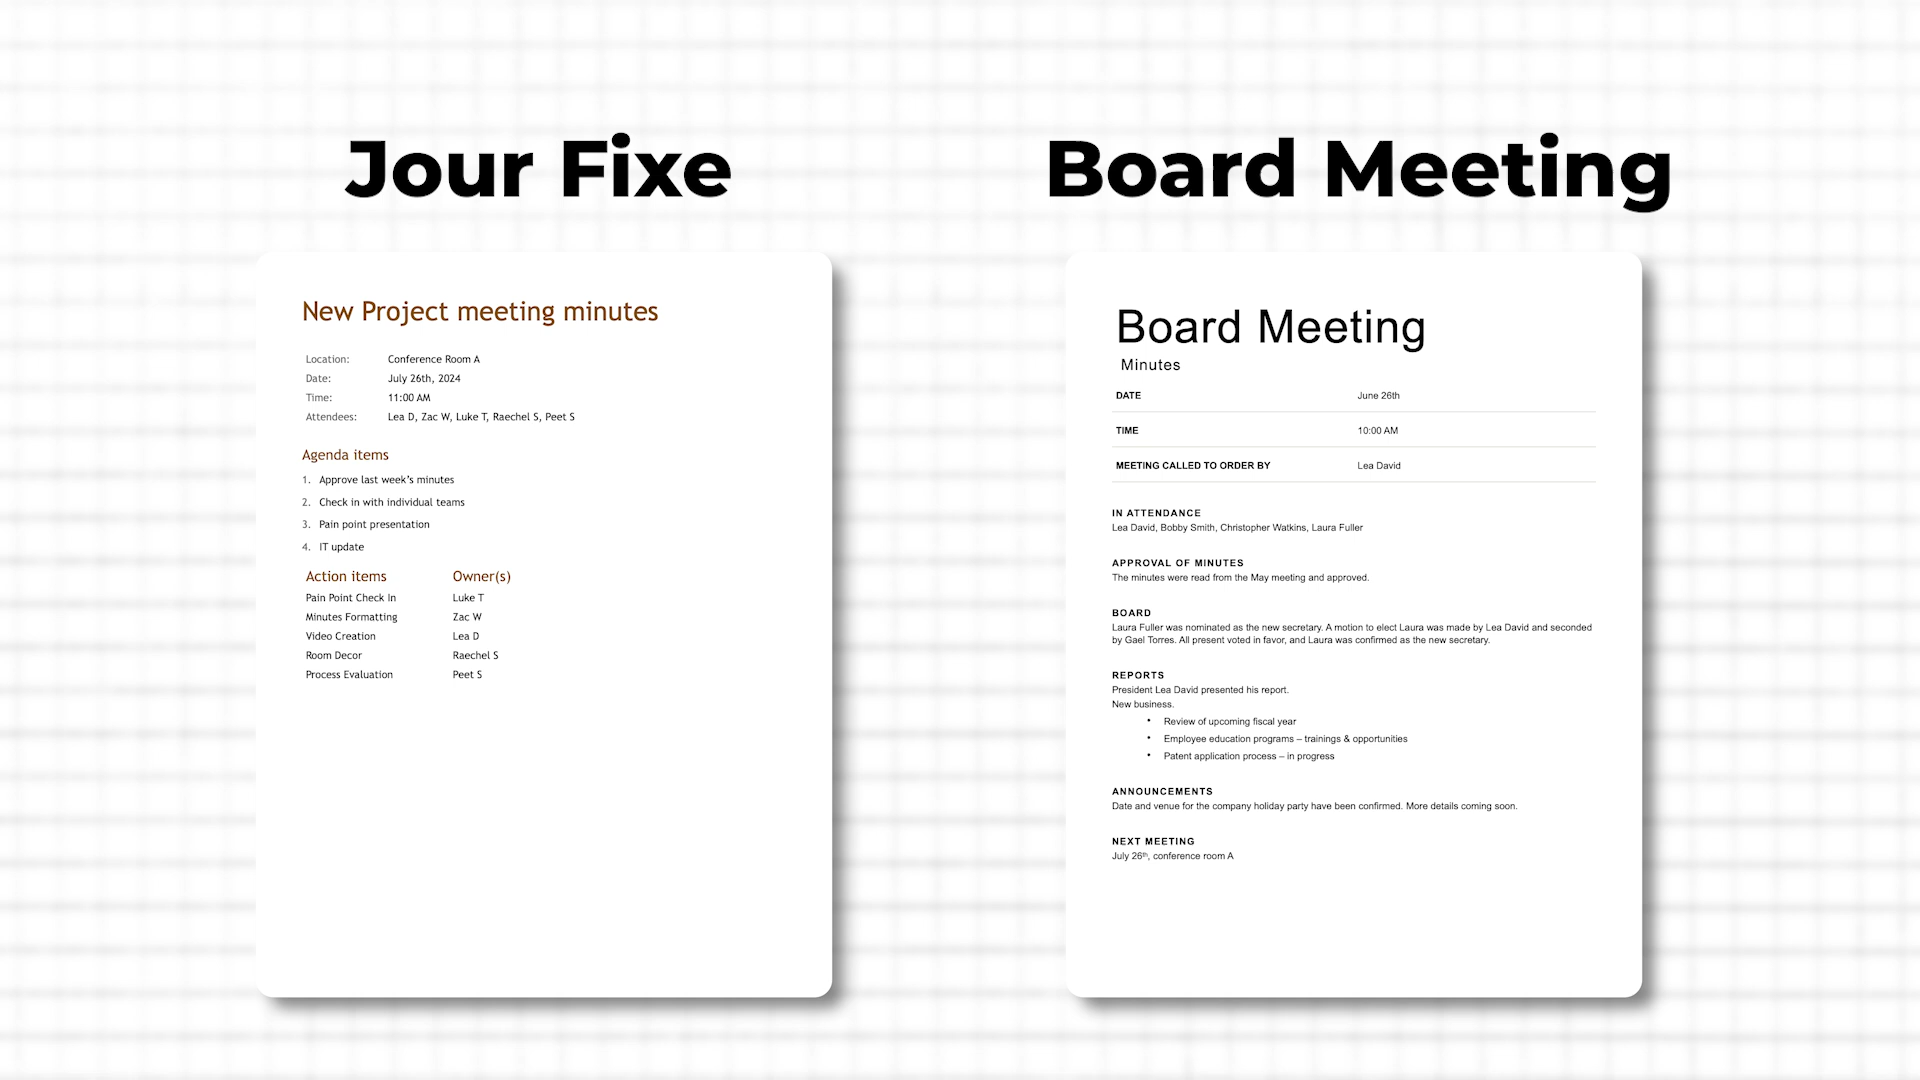 Jour Fixe
New Project meeting minutes
Location: Conference Room A
Date: July 26th, 2024
Time: 11:00 AM
Attendees: Lea D, Zac W, Luke T, Raechel S, Peet S
Agenda items
1. Approve last week’s minutes
2. Check in with individual teams
3. Pain point presentation
4. IT update
Action items Owner(s)
Pain Point Check In Luke T
Minutes Formatting Zac W
Video Creation Lea D
Room Decor Raechel S
Process Evaluation Peet S
Board Meeting
Board Meeting
Minutes
DATE June 26th
TIME 10:00 AM
MEETING CALLED TO ORDER BY Lea David
IN ATTENDANCE
Lea David, Bobby Smith, Christopher Watkins, Laura Fuller
APPROVAL OF MINUTES
The minutes were read from the May meeting and approved.
BOARD
Laura Fuller was nominated as the new secretary. A motion to elect Laura was made by Lea David and seconded
by Gael Torres. All present voted in favor, and Laura was confirmed as the new secretary.
REPORTS
President Lea David presented his report.
New business.
• Review of upcoming fiscal year
• Employee education programs – trainings & opportunities
• Patent application process – in progress
ANNOUNCEMENTS
Date and venue for the company holiday party have been confirmed. More details coming soon.
NEXT MEETING
July 26th, conference room A